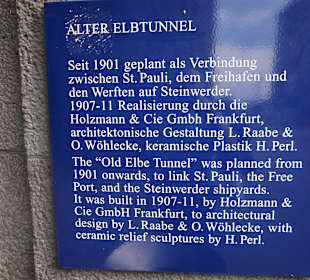 ALTER ELBTUNNEL
Seit 1901 geplant als Verbindung
zwischen St. Pauli, dem Freihafen und
den Werften auf Steinwerder.
1907-11 Realisierung durch die
Holzmann & Cie Gmbh Frankfurt,
architektonische Gestaltung L. Raabe &
O. Wöhlecke, keramische Plastik H. Perl.
The “Old Elbe Tunnel” was planned from
1901 onwards, to link St. Pauli, the Free
Port, and the Steinwerder shipyards.
It was built in 1907-11, by Holzmann &
Cie GmbH Frankfurt, to architectural
design by L. Raabe & O. Wöhlecke, with
ceramic relief sculptures by H. Perl.